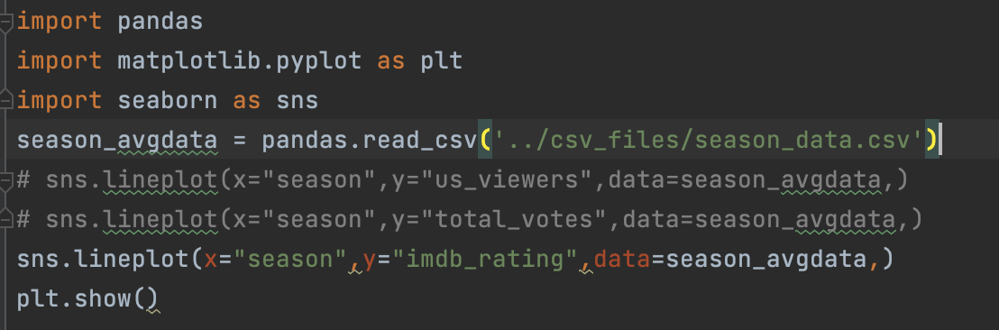 import pandas
import matplotlib.pyplot as plt
import seaborn as sns
season_avgdata = pandas.read_csv('../csv_files/season_data.csv')
# sns.lineplot(x="season",y="us_viewers",data=season_avgdata,)
# sns.lineplot(x="season",y="total_votes",data=season_avgdata,)
sns.lineplot(x="season",y="imdb_rating",data=season_avgdata,)
plt.show()